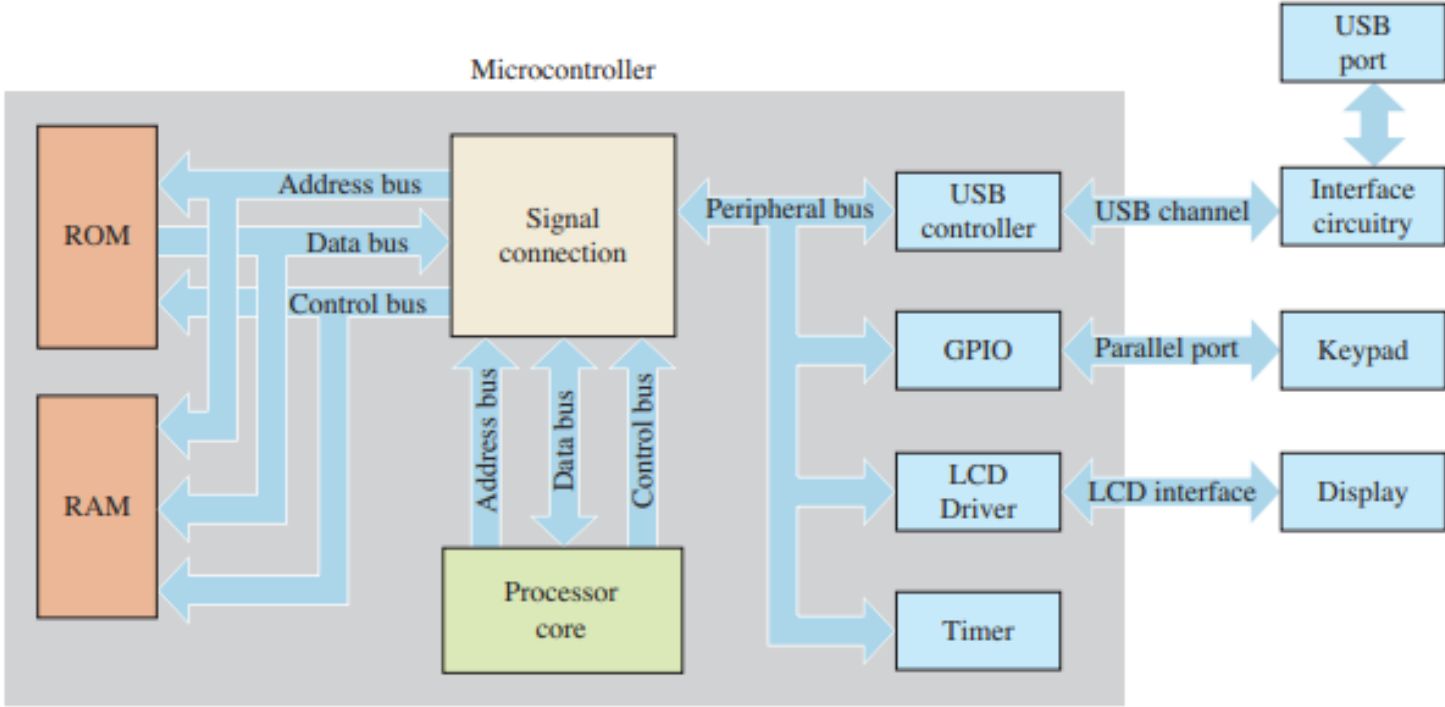 USB
port
Microcontroller
ROM
Address bus
Data bus
Control bus
Signal
connection
Peripheral bus
USB
controller
USB channel
Interface
circuitry
GPIO
Parallel port
Keypad
RAM
Address bus
Data bus
Control bus
LCD
Driver
LCD interface
Display
Processor
core
Timer